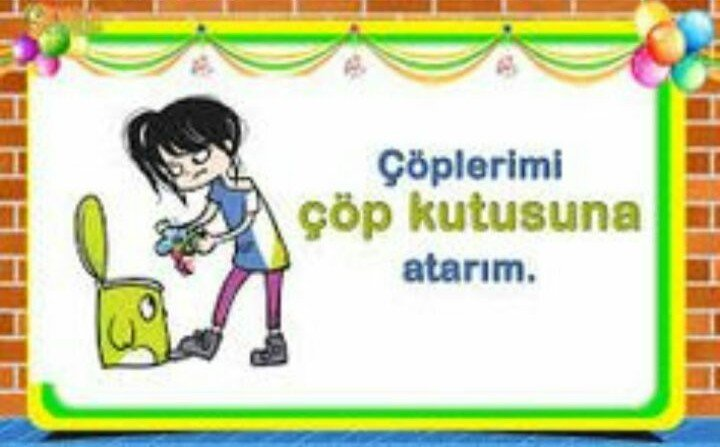 Çöplerimi
çöp kutusuna
atarım.